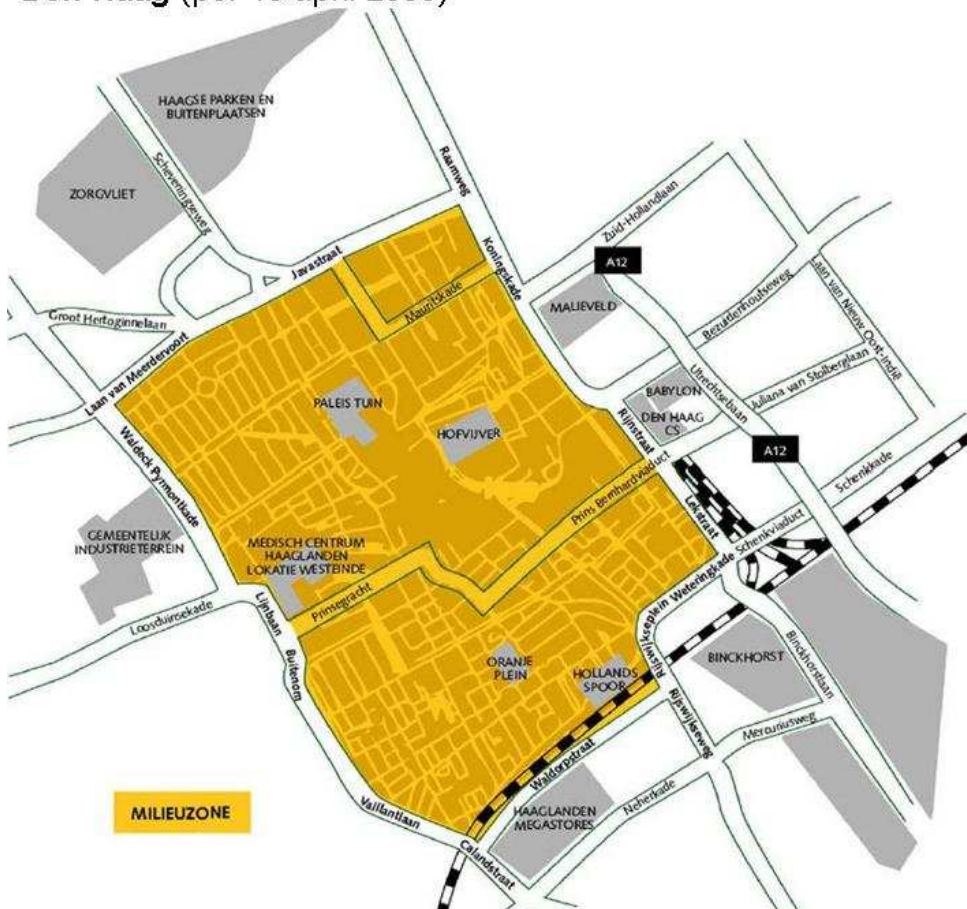 HAAGSE PARKEN EN
BUITENPLAATSEN
ZORGVLIET
Scheveningseweg
Raamweg
Zuid-Hollandlaan
Javastraat
Koningskade
A12
Laan van Nieuw Oost-Indië
Mauritskade
MALIEVELD
Bezuidenhoutseweg
Groot Hertoginnelaan
Laan van Meerdervoort
Utrechtsebaan
Juliana van Stolberglaan
PALEIS TUIN
BABYLON
HOFVIJVER
DEN HAAG
CS
Rijnstraat
Waldeck Pyrmontkade
A12
Prins Bernhardviaduct
Schenkkade
Lekstraat
GEMEENTELIJK
INDUSTRIETERREIN
MEDISCH CENTRUM
HAAGLANDEN
LOKATIE WESTEINDE
Schenkviaduct
Prinsegracht
Weteringkade
Lijnbaan
Loosduinsekade
Rijswijkseplein
Buitenom
ORANJE
PLEIN
HOLLANDS
SPOOR
BINCKHORST
Binckhorstlaan
Rijswijkseweg
Mercuriusweg
Waldorpstraat
MILIEUZONE
Vaillantlaan
HAAGLANDEN
MEGASTORES
Neherkade
Calandstraat